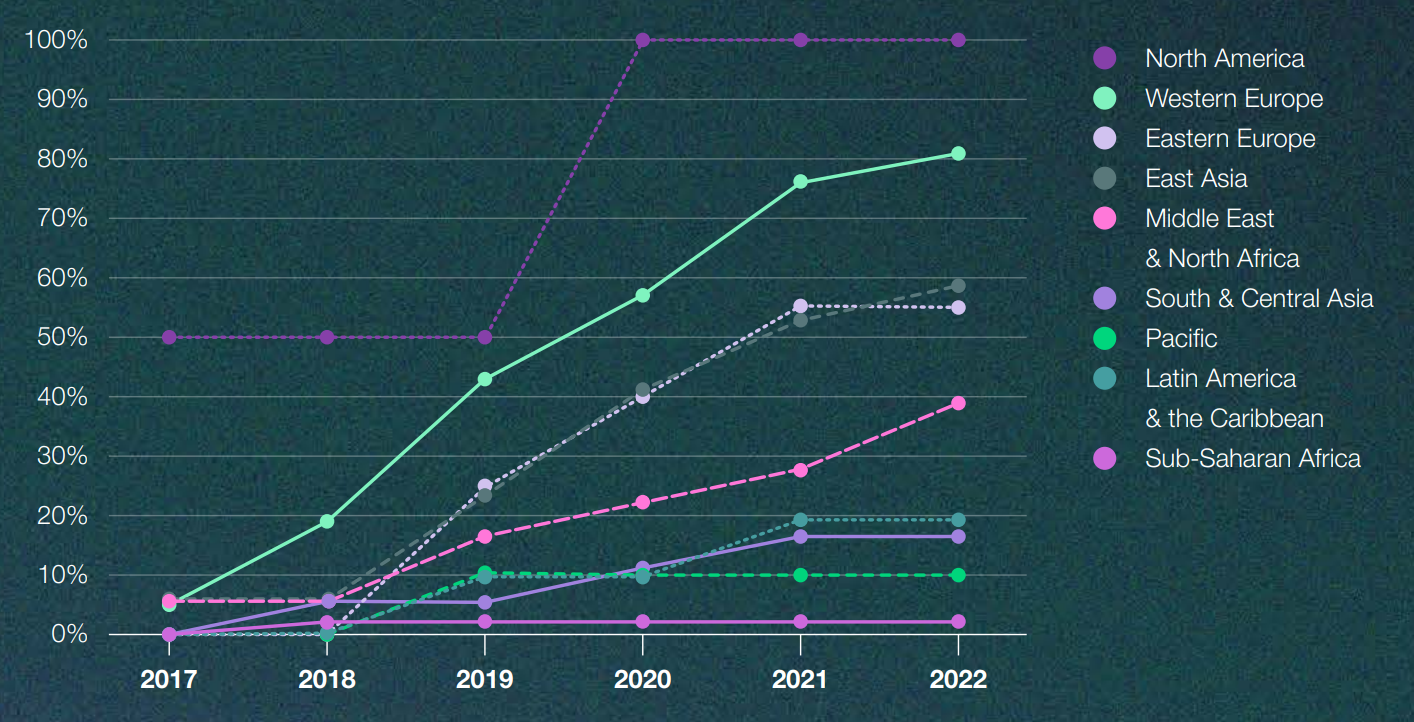 100%
90%
80%
70%
60%
50%
40%
30%
20%
10%
0%
2017 2018 2019 2020 2021 2022
North America
Western Europe
Eastern Europe
East Asia
Middle East
& North Africa
South & Central Asia
Pacific
Latin America
& the Caribbean
Sub-Saharan Africa